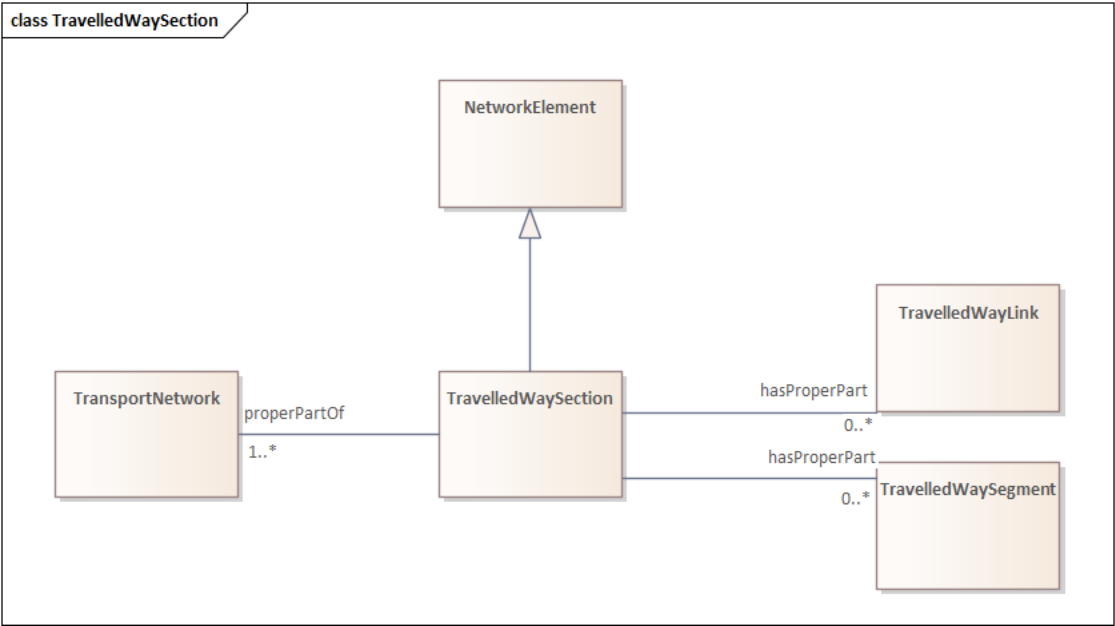 class TravelledWaySection
NetworkElement
TravelledWayLink
TransportNetwork
properPartOf
1..*
TravelledWaySection
hasProperPart
0..*
hasProperPart
0..*
TravelledWaySegment